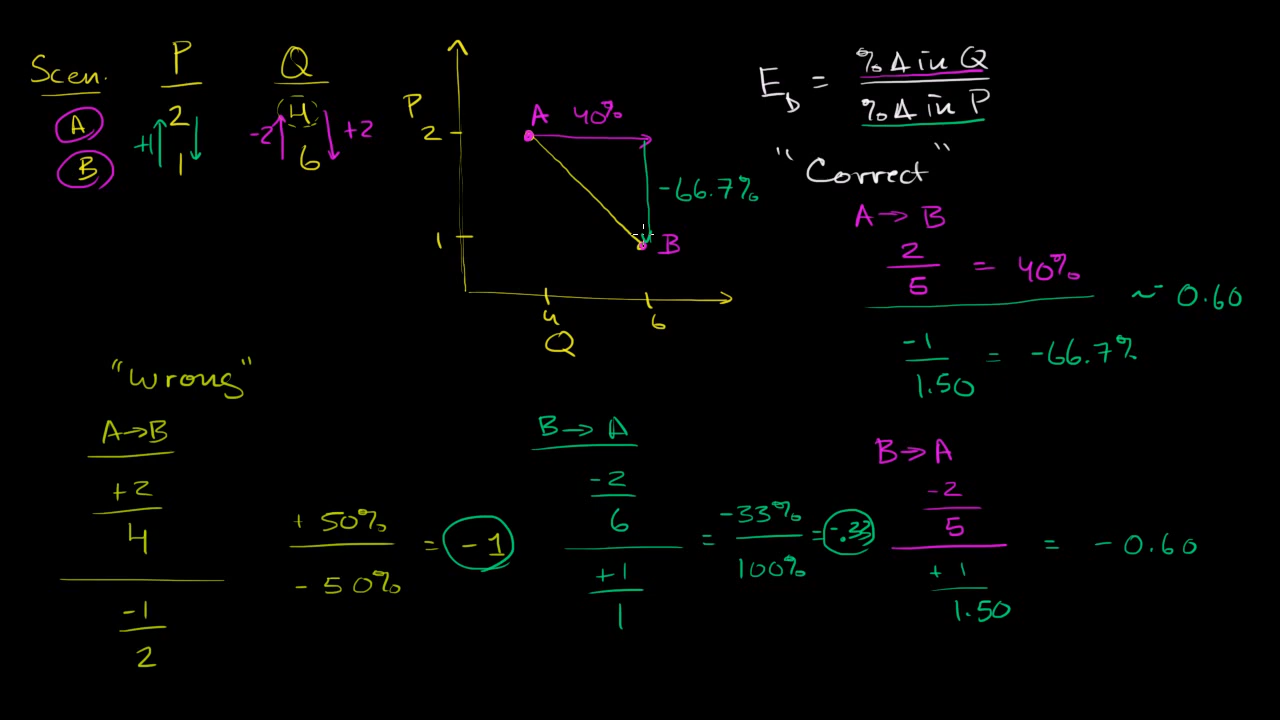 Scen. P Q
A 2 4
+1 -2 +2
B 1 6
P
2
1
4 6
Q
A 40%
-66.7%
B
E_D = %Δ in Q
%Δ in P
"Correct"
A→B
2
5 = 40%
~ -0.60
-1
1.50 = -66.7%
"Wrong"
A→B
+2
4
-1
2
+50%
-50% = -1
B→A
-2
6
+1
1
= -33%
100% = -.33
B→A
-2
5
+1
1.50
= -0.60